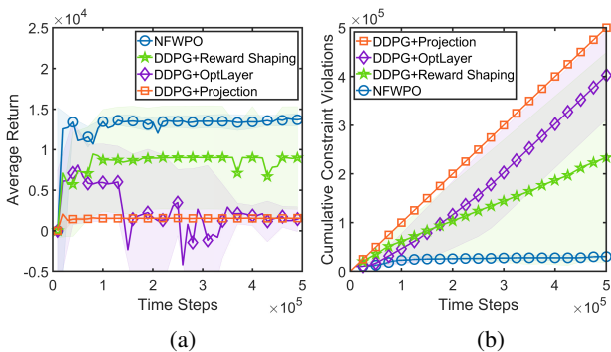 ×10⁴
2.5
2.0
1.5
1.0
0.5
0
-0.5
0 1 2 3 4 5
×10⁵
Average Return
Time Steps
NFWPO
DDPG+Reward Shaping
DDPG+OptLayer
DDPG+Projection
(a)
×10⁵
5
4
3
2
1
0
0 1 2 3 4 5
×10⁵
Cumulative Constraint Violations
Time Steps
DDPG+Projection
DDPG+OptLayer
DDPG+Reward Shaping
NFWPO
(b)